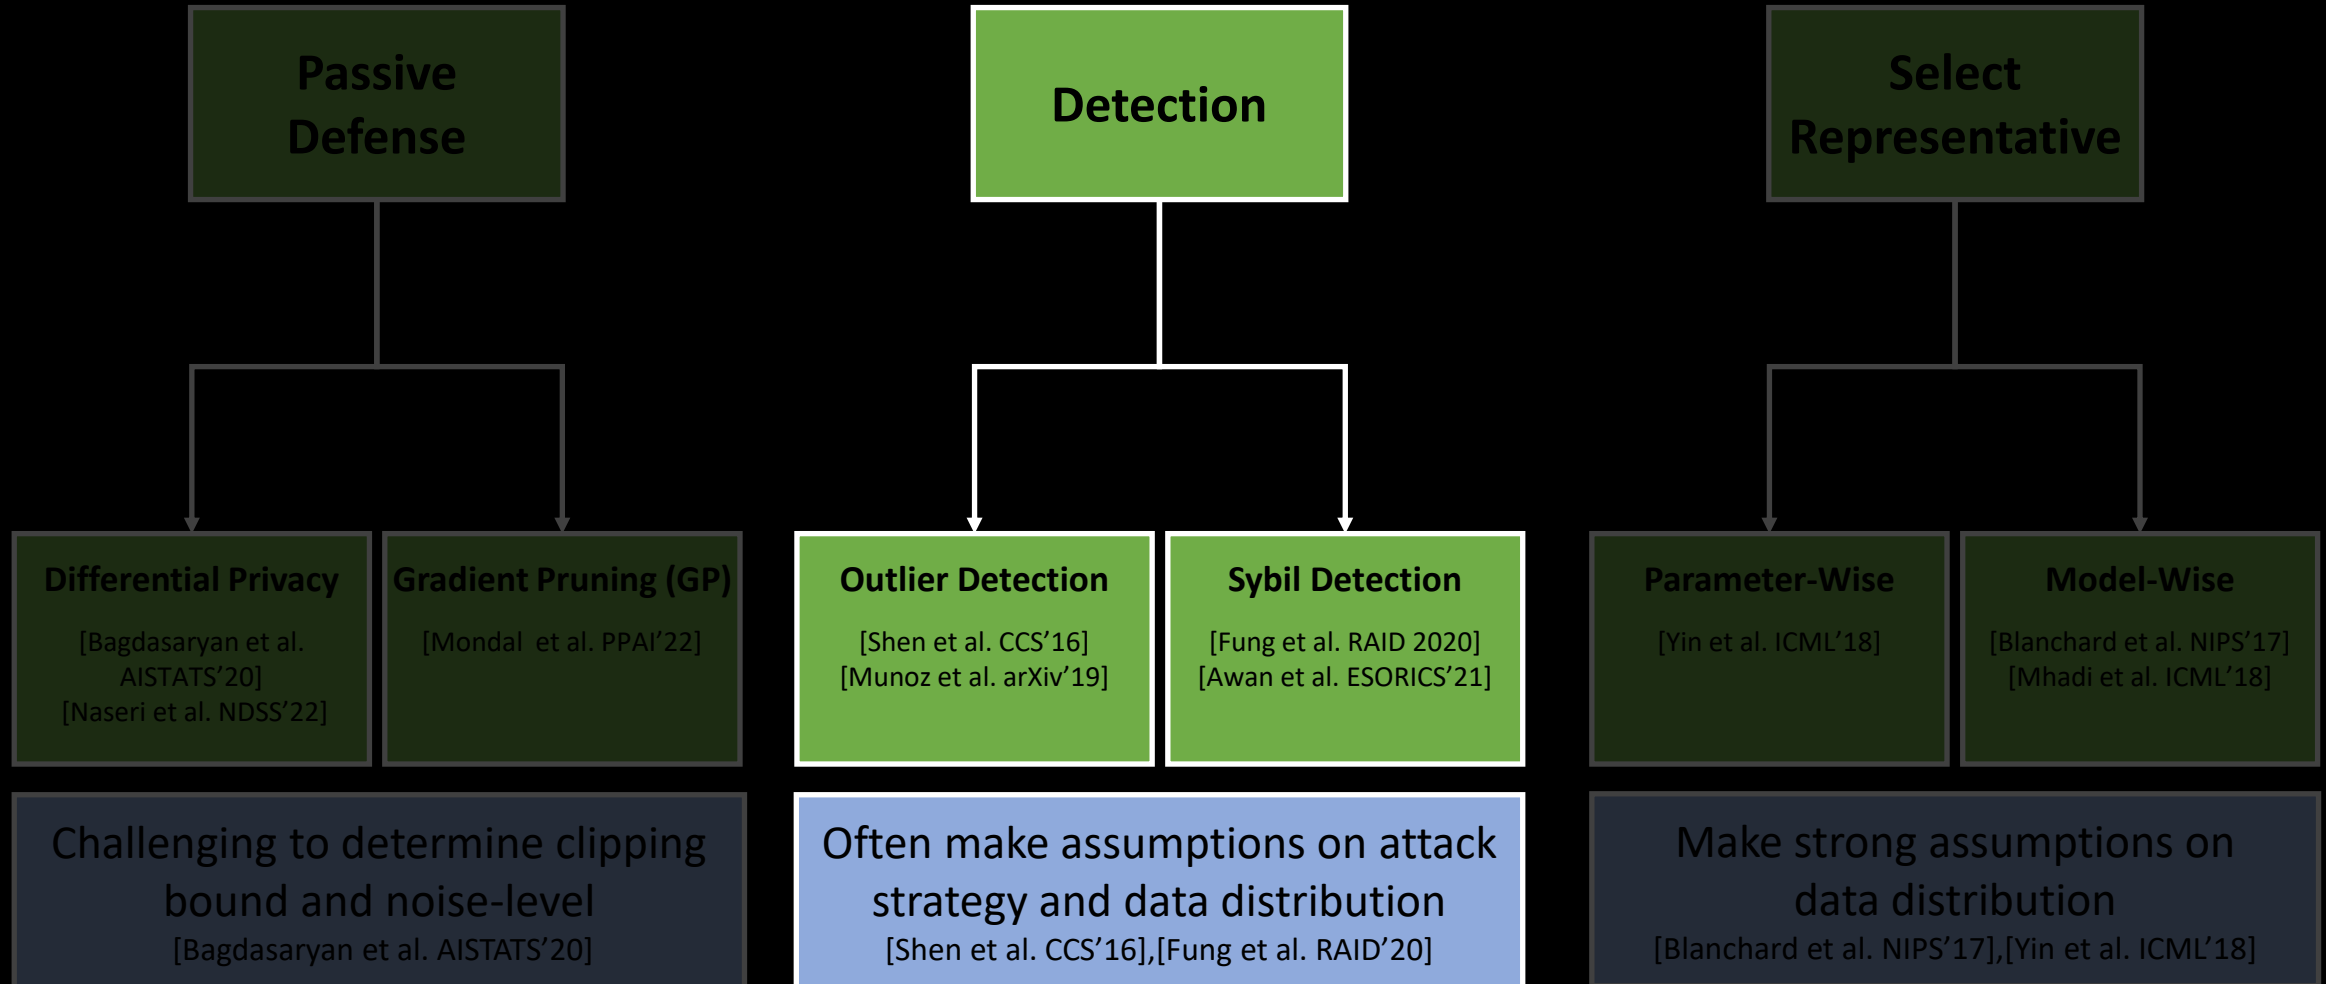 Passive
Defense
Detection
Select
Representative
Differential Privacy
[Bagdasaryan et al.
AISTATS’20]
[Naseri et al. NDSS’22]
Gradient Pruning (GP)
[Mondal  et al. PPAI’22]
Outlier Detection
[Shen et al. CCS’16]
[Munoz et al. arXiv’19]
Sybil Detection
[Fung et al. RAID 2020]
[Awan et al. ESORICS’21]
Parameter-Wise
[Yin et al. ICML’18]
Model-Wise
[Blanchard et al. NIPS’17]
[Mhadi et al. ICML’18]
Challenging to determine clipping
bound and noise-level
[Bagdasaryan et al. AISTATS’20]
Often make assumptions on attack
strategy and data distribution
[Shen et al. CCS’16],[Fung et al. RAID’20]
Make strong assumptions on
data distribution
[Blanchard et al. NIPS’17],[Yin et al. ICML’18]